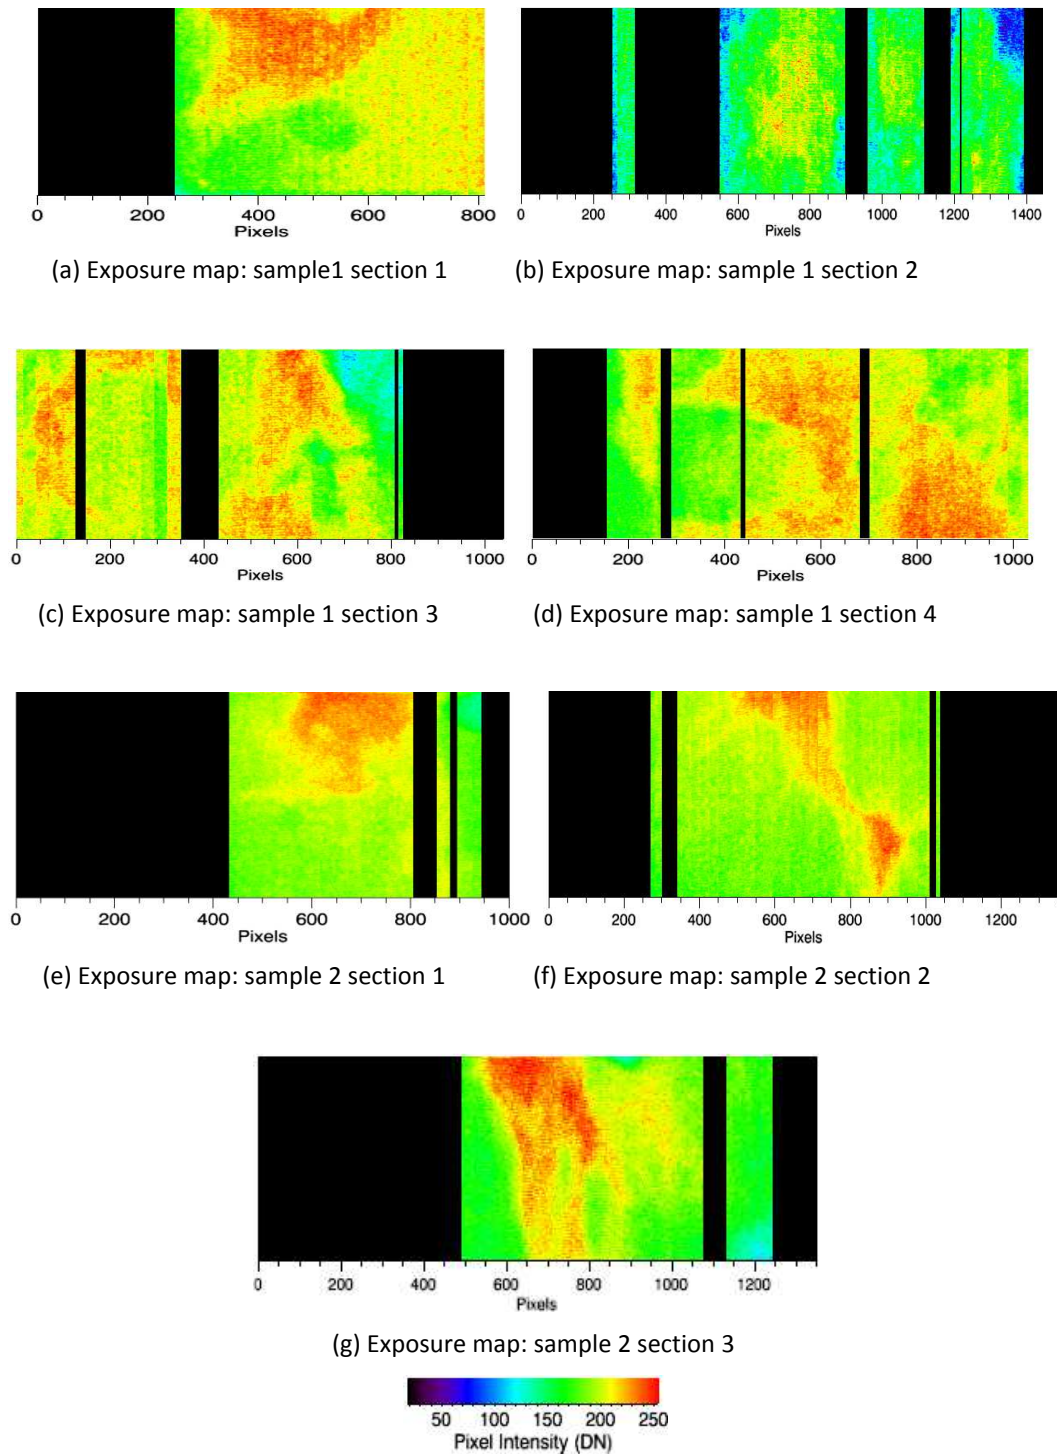 0 200 400 600 800
Pixels
0 200 400 600 800 1000 1200 1400
Pixels
(a) Exposure map: sample1 section 1
(b) Exposure map: sample 1 section 2
0 200 400 600 800 1000
Pixels
0 200 400 600 800 1000
Pixels
(c) Exposure map: sample 1 section 3
(d) Exposure map: sample 1 section 4
0 200 400 600 800 1000
Pixels
0 200 400 600 800 1000 1200
Pixels
(e) Exposure map: sample 2 section 1
(f) Exposure map: sample 2 section 2
0 200 400 600 800 1000 1200
Pixels
(g) Exposure map: sample 2 section 3
50 100 150 200 250
Pixel Intensity (DN)